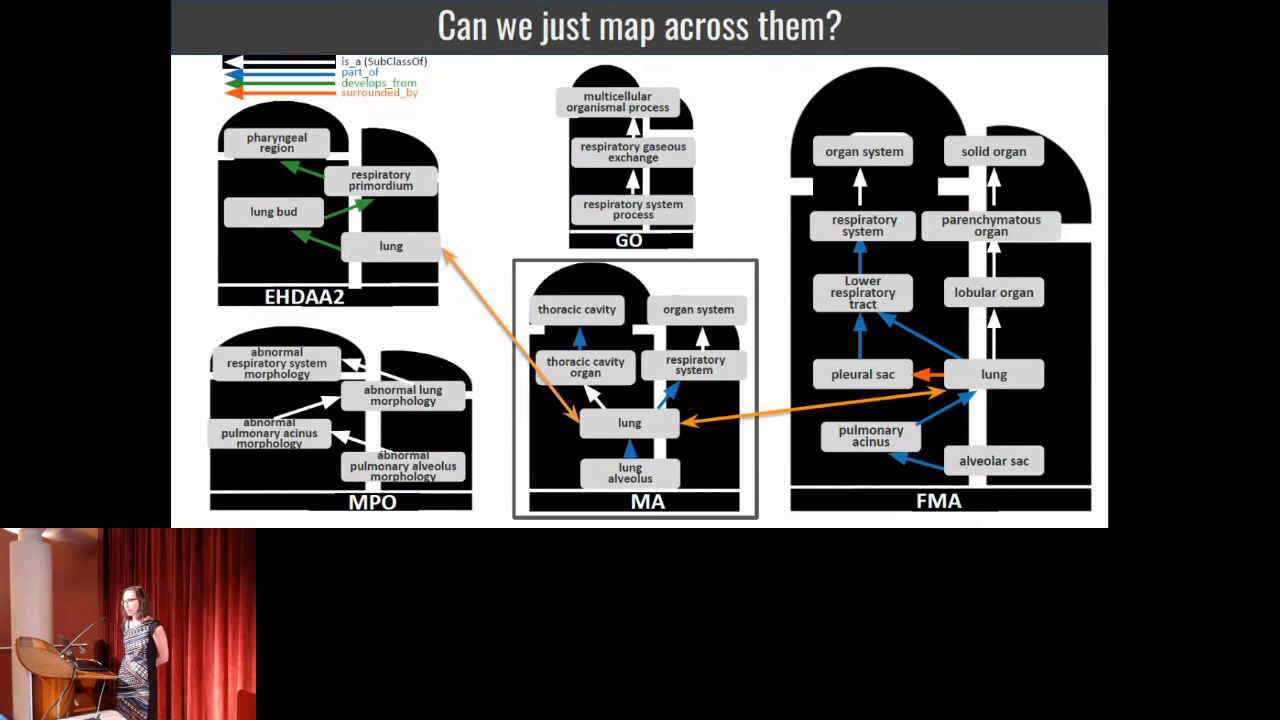 Can we just map across them?
is_a (SubClassOf)
part_of
develops_from
surrounded_by
pharyngeal
region
respiratory
primordium
lung bud
lung
EHDAA2
abnormal
respiratory system
morphology
abnormal lung
morphology
abnormal
pulmonary acinus
morphology
abnormal
pulmonary alveolus
morphology
MPO
multicellular
organismal process
respiratory gaseous
exchange
respiratory system
process
GO
thoracic cavity
organ system
thoracic cavity
organ
respiratory
system
lung
lung
alveolus
MA
organ system
solid organ
respiratory
system
parenchymatous
organ
Lower
respiratory
tract
lobular organ
pleural sac
lung
pulmonary
acinus
alveolar sac
FMA